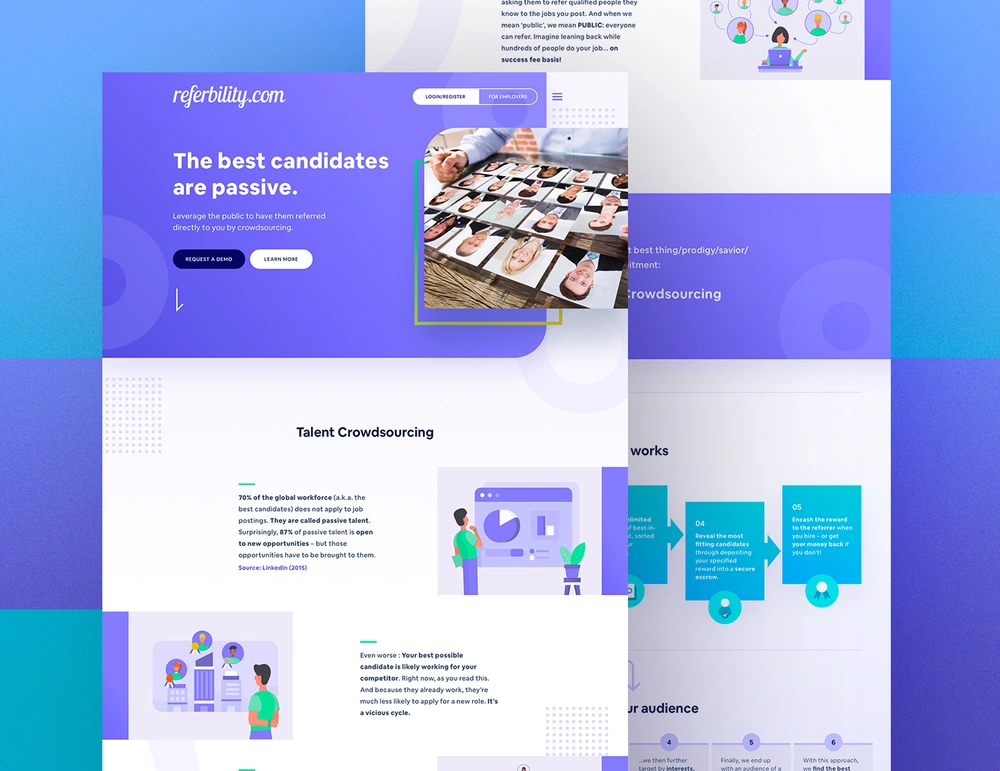 asking them to refer qualified people they
know to the jobs you post. And when we
mean 'public', we mean PUBLIC: everyone
can refer. Imagine leaning back while
hundreds of people do your job... on
success fee basis!
referbility.com
LOGIN/REGISTER
FOR EMPLOYERS
The best candidates
are passive.
Leverage the public to have them referred
directly to you by crowdsourcing.
REQUEST A DEMO
LEARN MORE
best thing/prodigy/savior/
Crowdsourcing
Talent Crowdsourcing
70% of the global workforce (a.k.a. the
best candidates) does not apply to job
postings. They are called passive talent.
Surprisingly, 87% of passive talent is open
to new opportunities – but those
opportunities have to be brought to them.
Source: LinkedIn (2015)
Even worse : Your best possible
candidate is likely working for your
competitor. Right now, as you read this.
And because they already work, they're
much less likely to apply for a new role. It's
a vicious cycle.
works
of best-in-
sorted
04
Reveal the most
fitting candidates
through depositing
your specified
reward into a secure
escrow.
05
Encash the reward
to the referrer when
you hire – or get
your money back if
you don't!
audience
4
...we then further
target by interests,
5
Finally, we end up
with an audience of a
6
With this approach,
we find the best